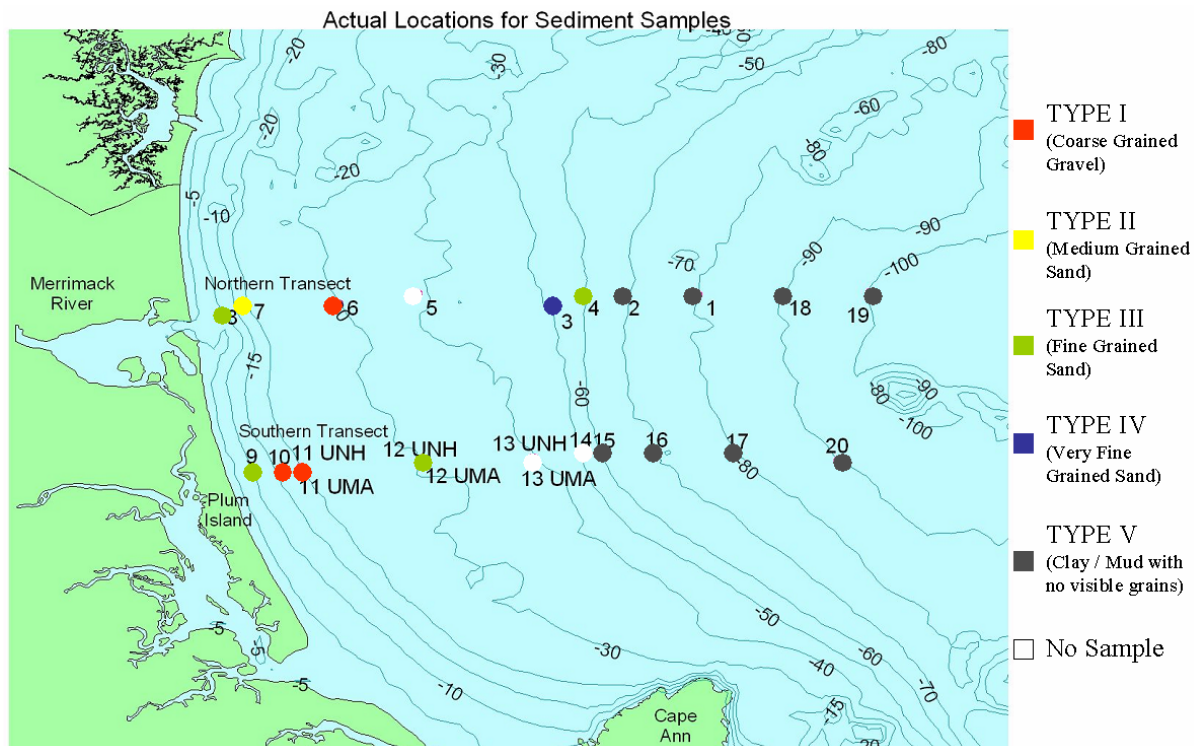 Actual Locations for Sediment Samples
-20
-30
-40
-50
-80
-60
-80
-20
-20
-5
-10
-90
-90
-100
-70
Merrimack
River
Northern Transect
8
7
6
5
3
4
2
1
18
19
-15
-60
-80
-90
-100
Southern Transect
9
10
11 UNH
11 UMA
12 UNH
12 UMA
13 UNH
13 UMA
14
15
16
17
-80
20
Plum
Island
-5
-5
-5
-10
-30
-50
-40
-60
-70
-15
20
Cape
Ann
TYPE I
(Coarse Grained
Gravel)
TYPE II
(Medium Grained
Sand)
TYPE III
(Fine Grained
Sand)
TYPE IV
(Very Fine
Grained Sand)
TYPE V
(Clay / Mud with
no visible grains)
No Sample